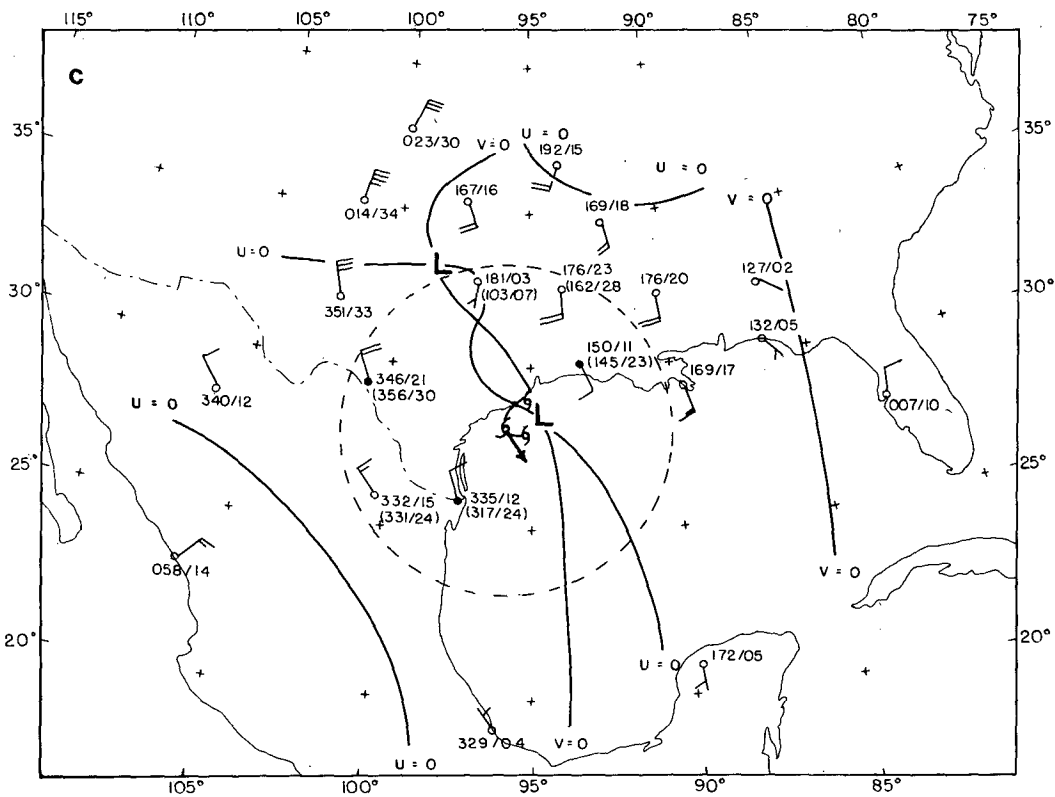 115° 110° 105° 100° 95° 90° 85° 80° 75°
C
35° 35°
023/30
V=0
U = 0
192/15
U = 0
014/34
167/16
169/18
V = 0
U=0
L
181/03
(103/07)
176/23
(162/28
176/20
127/02
30° 30°
351/33
150/11
(145/23)
132/05
346/21
(356/30
169/17
340/12
007/10
U = 0
L
25° 25°
332/15
(331/24)
335/12
(317/24)
058/14
V = 0
20° 20°
U = 0
172/05
329/04
V=0
U = 0
105° 100° 95° 90° 85°